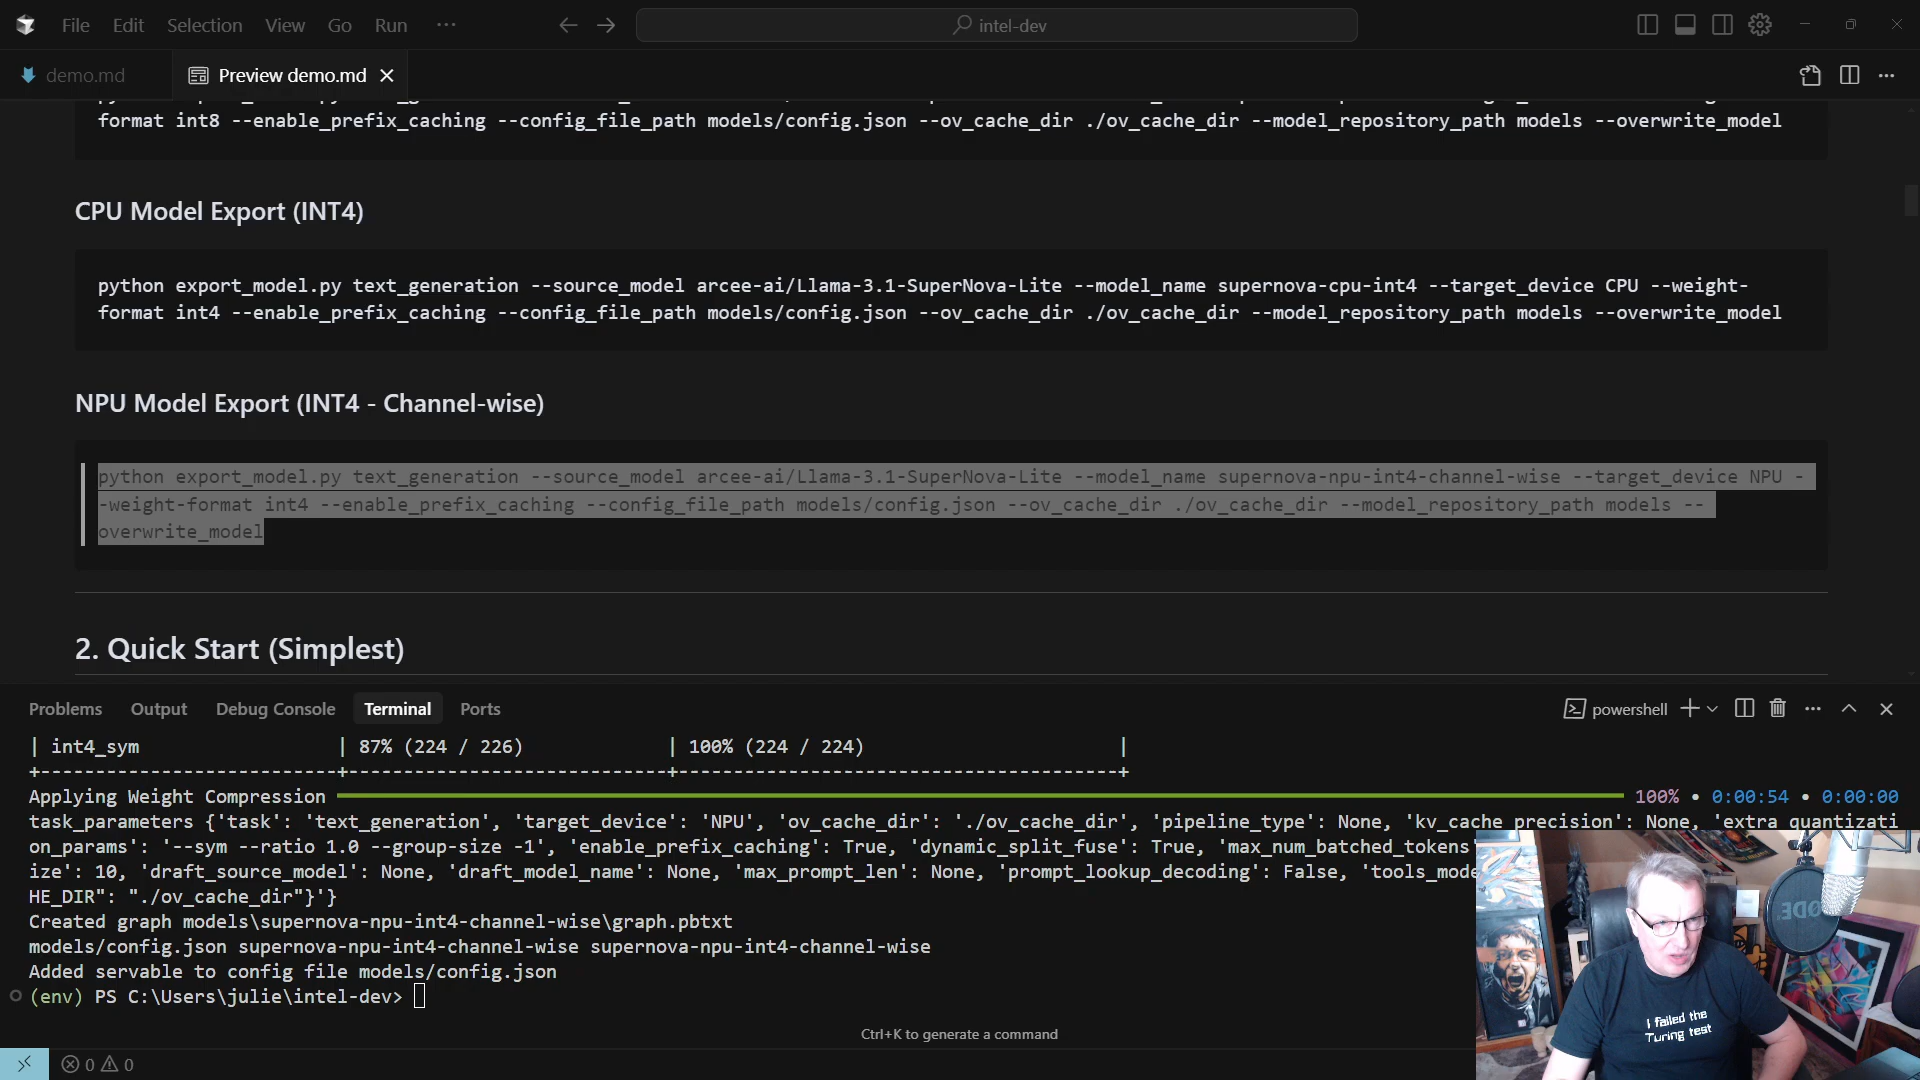 File Edit Selection View Go Run ···
intel-dev
demo.md
Preview demo.md
format int8 --enable_prefix_caching --config_file_path models/config.json --ov_cache_dir ./ov_cache_dir --model_repository_path models --overwrite_model
CPU Model Export (INT4)
python export_model.py text_generation --source_model arcee-ai/Llama-3.1-SuperNova-Lite --model_name supernova-cpu-int4 --target_device CPU --weight-
format int4 --enable_prefix_caching --config_file_path models/config.json --ov_cache_dir ./ov_cache_dir --model_repository_path models --overwrite_model
NPU Model Export (INT4 - Channel-wise)
python export_model.py text_generation --source_model arcee-ai/Llama-3.1-SuperNova-Lite --model_name supernova-npu-int4-channel-wise --target_device NPU -
-weight-format int4 --enable_prefix_caching --config_file_path models/config.json --ov_cache_dir ./ov_cache_dir --model_repository_path models --
overwrite_model
2. Quick Start (Simplest)
Problems Output Debug Console Terminal Ports
powershell
| int4_sym | 87% (224 / 226) | 100% (224 / 224) |
Applying Weight Compression 100% • 0:00:54 • 0:00:00
task_parameters {'task': 'text_generation', 'target_device': 'NPU', 'ov_cache_dir': './ov_cache_dir', 'pipeline_type': None, 'kv_cache_precision': None, 'extra_quantizati
on_params': '--sym --ratio 1.0 --group-size -1', 'enable_prefix_caching': True, 'dynamic_split_fuse': True, 'max_num_batched_tokens'
ize': 10, 'draft_source_model': None, 'draft_model_name': None, 'max_prompt_len': None, 'prompt_lookup_decoding': False, 'tools_mode
HE_DIR": "./ov_cache_dir"}'}
Created graph models\supernova-npu-int4-channel-wise\graph.pbtxt
models/config.json supernova-npu-int4-channel-wise supernova-npu-int4-channel-wise
Added servable to config file models/config.json
(env) PS C:\Users\julie\intel-dev>
Ctrl+K to generate a command
0 0
I failed the
Turing test